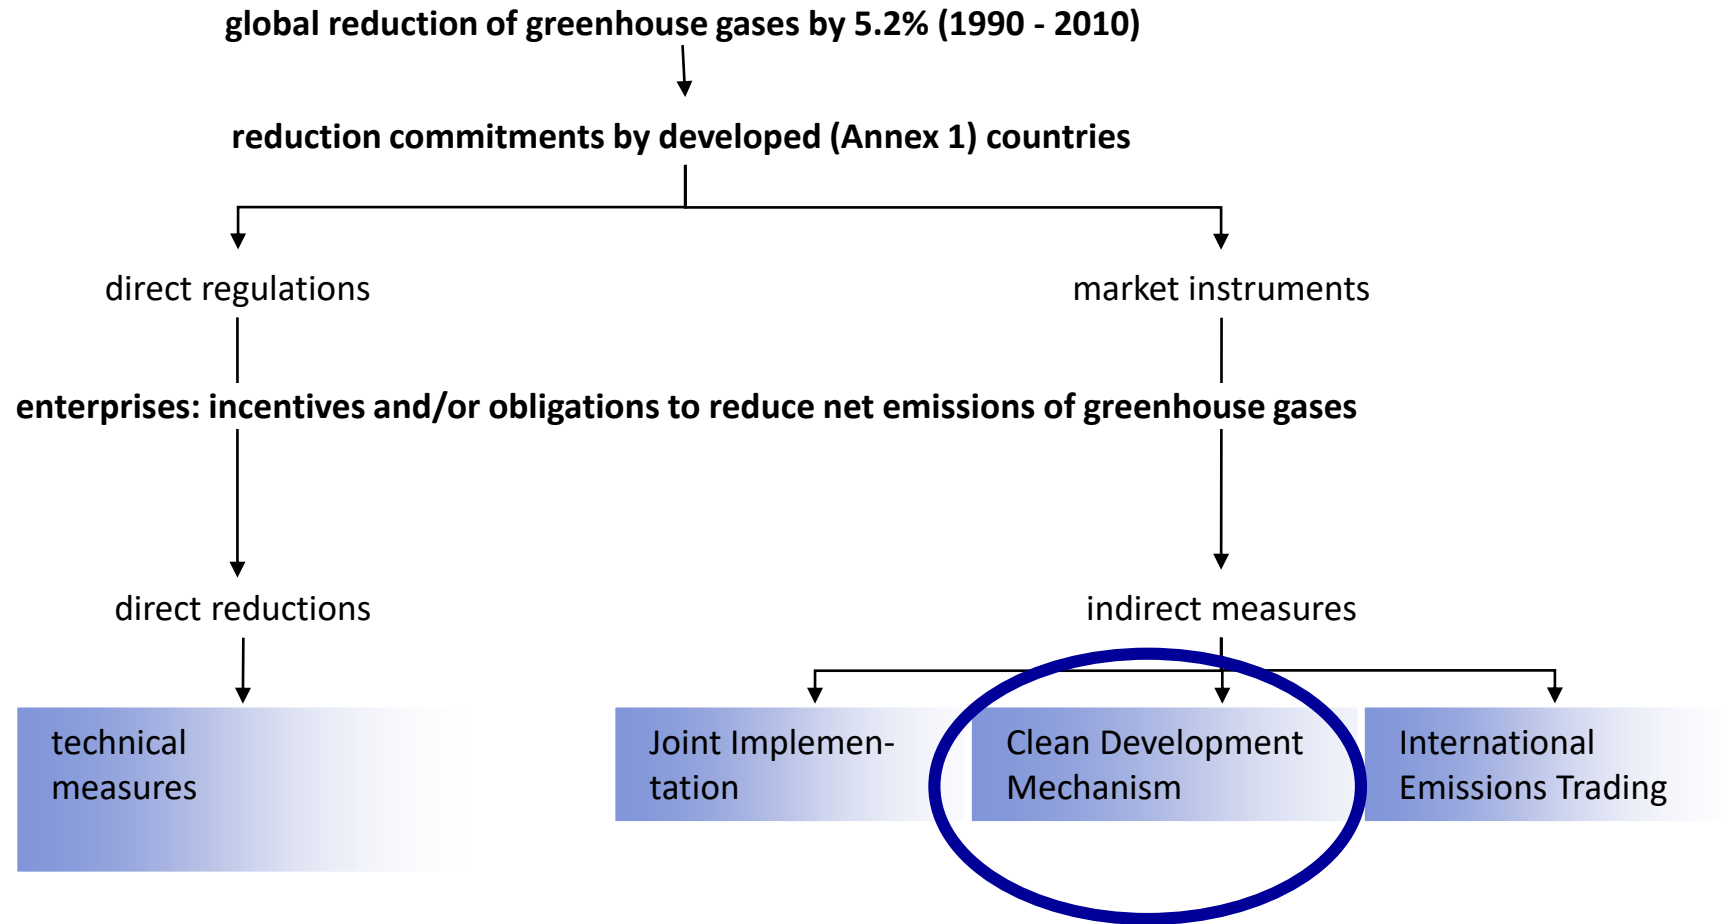 global reduction of greenhouse gases by 5.2% (1990 - 2010)
reduction commitments by developed (Annex 1) countries
direct regulations
market instruments
enterprises: incentives and/or obligations to reduce net emissions of greenhouse gases
direct reductions
indirect measures
technical
measures
Joint Implemen-
tation
Clean Development
Mechanism
International
Emissions Trading